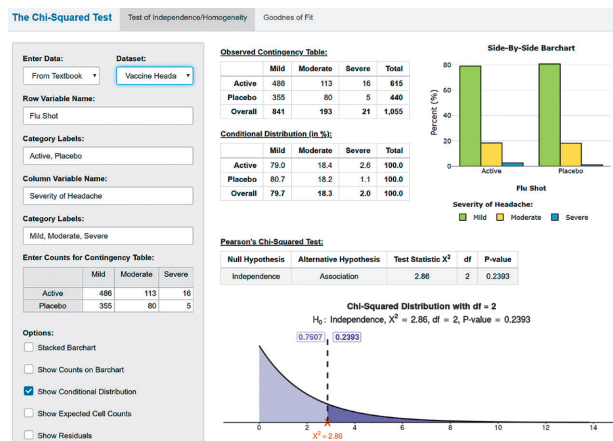 The Chi-Squared Test
Test of Independence/Homogeneity
Goodnes of Fit
Enter Data:
Dataset:
From Textbook
Vaccine Heada
Row Variable Name:
Flu Shot
Category Labels:
Active, Placebo
Column Variable Name:
Severity of Headache
Category Labels:
Mild, Moderate, Severe
Enter Counts for Contingency Table:
Mild Moderate Severe
Active 486 113 16
Placebo 355 80 5
Options:
Stacked Barchart
Show Counts on Barchart
Show Conditional Distribution
Show Expected Cell Counts
Show Residuals
Observed Contingency Table:
Mild Moderate Severe Total
Active 486 113 16 615
Placebo 355 80 5 440
Overall 841 193 21 1,055
Conditional Distribution (in %):
Mild Moderate Severe Total
Active 79.0 18.4 2.6 100.0
Placebo 80.7 18.2 1.1 100.0
Overall 79.7 18.3 2.0 100.0
Side-By-Side Barchart
Percent (%)
80
60
40
20
0
Active Placebo
Flu Shot
Severity of Headache:
Mild Moderate Severe
Pearson's Chi-Squared Test:
Null Hypothesis Alternative Hypothesis Test Statistic X² df P-value
Independence Association 2.86 2 0.2393
Chi-Squared Distribution with df = 2
H₀: Independence, X² = 2.86, df = 2, P-value = 0.2393
0.7607 0.2393
0 2 4 6 8 10 12 14
X² = 2.86